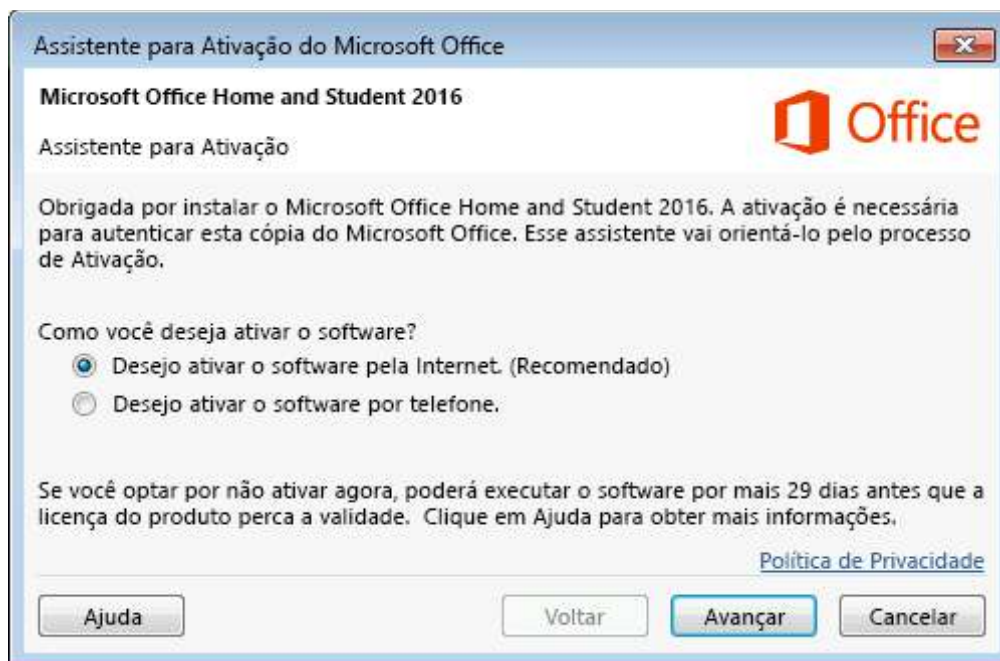 Assistente para Ativação do Microsoft Office
Microsoft Office Home and Student 2016
Office
Assistente para Ativação
Obrigada por instalar o Microsoft Office Home and Student 2016. A ativação é necessária
para autenticar esta cópia do Microsoft Office. Esse assistente vai orientá-lo pelo processo
de Ativação.
Como você deseja ativar o software?
Desejo ativar o software pela Internet. (Recomendado)
Desejo ativar o software por telefone.
Se você optar por não ativar agora, poderá executar o software por mais 29 dias antes que a
licença do produto perca a validade.  Clique em Ajuda para obter mais informações.
Política de Privacidade
Ajuda
Voltar
Avançar
Cancelar